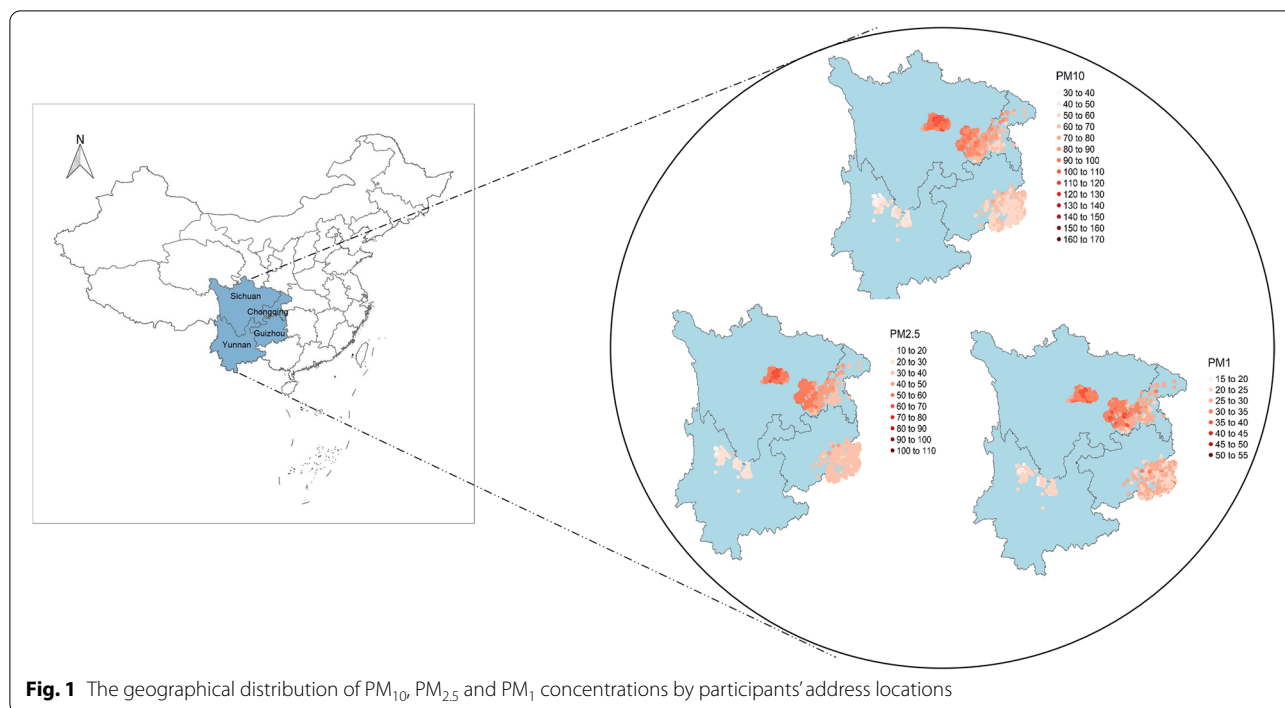 N
Sichuan
Chongqing
Guizhou
Yunnan
PM10
30 to 40
40 to 50
50 to 60
60 to 70
70 to 80
80 to 90
90 to 100
100 to 110
110 to 120
120 to 130
130 to 140
140 to 150
150 to 160
160 to 170
PM2.5
10 to 20
20 to 30
30 to 40
40 to 50
50 to 60
60 to 70
70 to 80
80 to 90
90 to 100
100 to 110
PM1
15 to 20
20 to 25
25 to 30
30 to 35
35 to 40
40 to 45
45 to 50
50 to 55
Fig. 1 The geographical distribution of PM₁₀, PM₂.₅ and PM₁ concentrations by participants’ address locations